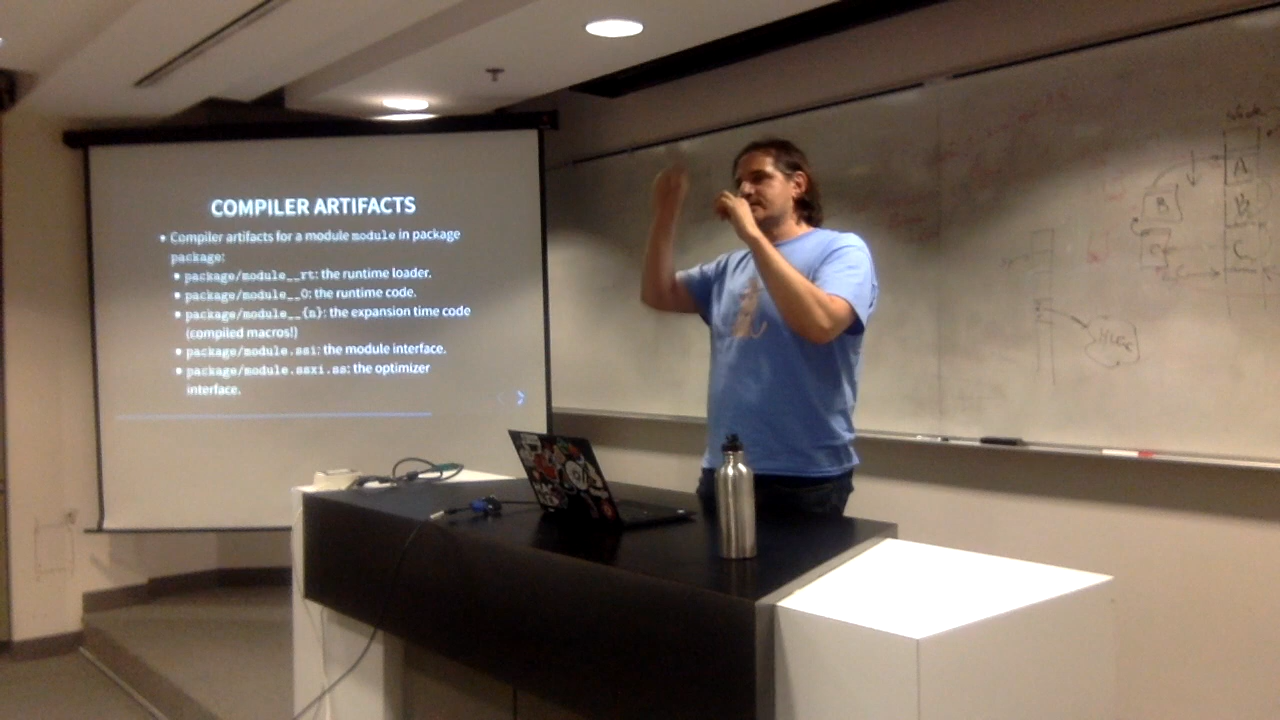 COMPILER ARTIFACTS
• Compiler artifacts for a module module in package
package:
• package/module__rt: the runtime loader.
• package/module__0: the runtime code.
• package/module__{n}: the expansion time code
(compiled macros!)
• package/module.ssi: the module interface.
• package/module.ssxi.ss: the optimizer
interface.
A
B
B
C
C